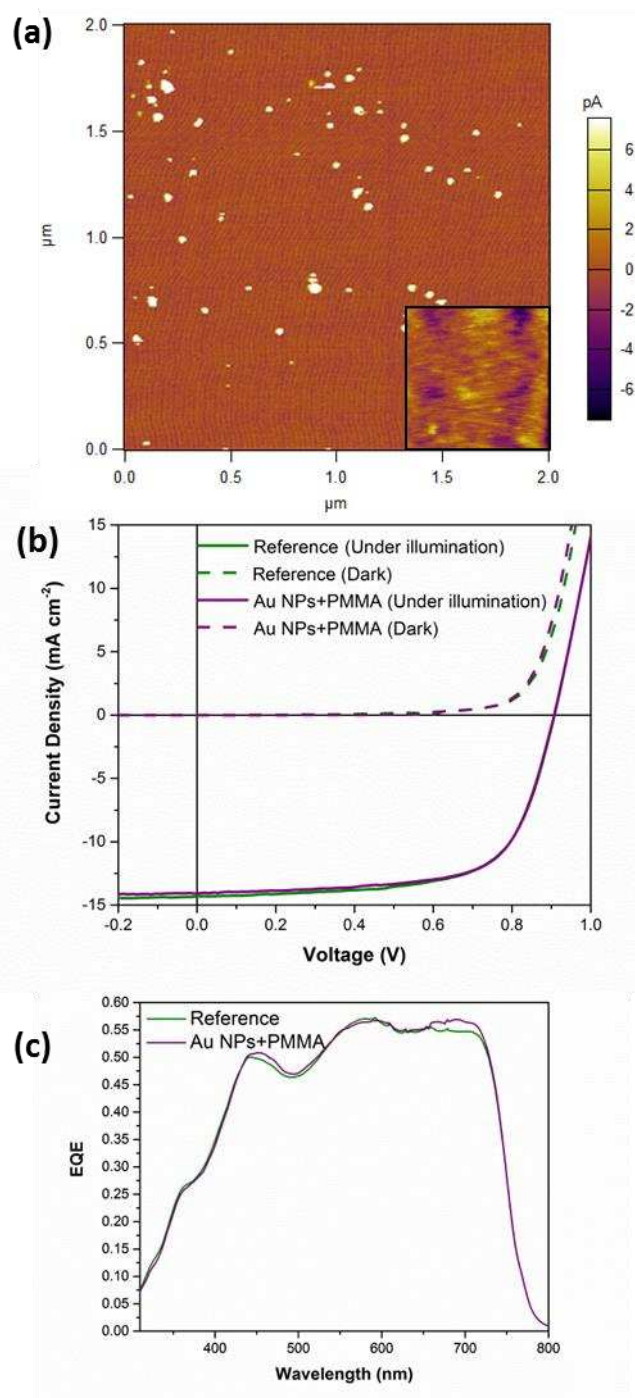 (a)
2.0
1.5
1.0
0.5
0.0
µm
0.0 0.5 1.0 1.5 2.0
µm
pA
6
4
2
0
-2
-4
-6
(b)
15
10
5
0
-5
-10
-15
Current Density (mA cm⁻²)
Reference (Under illumination)
Reference (Dark)
Au NPs+PMMA (Under illumination)
Au NPs+PMMA (Dark)
-0.2 0.0 0.2 0.4 0.6 0.8 1.0
Voltage (V)
(c)
0.60
0.55
0.50
0.45
0.40
0.35
0.30
0.25
0.20
0.15
0.10
0.05
0.00
EQE
Reference
Au NPs+PMMA
400 500 600 700 800
Wavelength (nm)